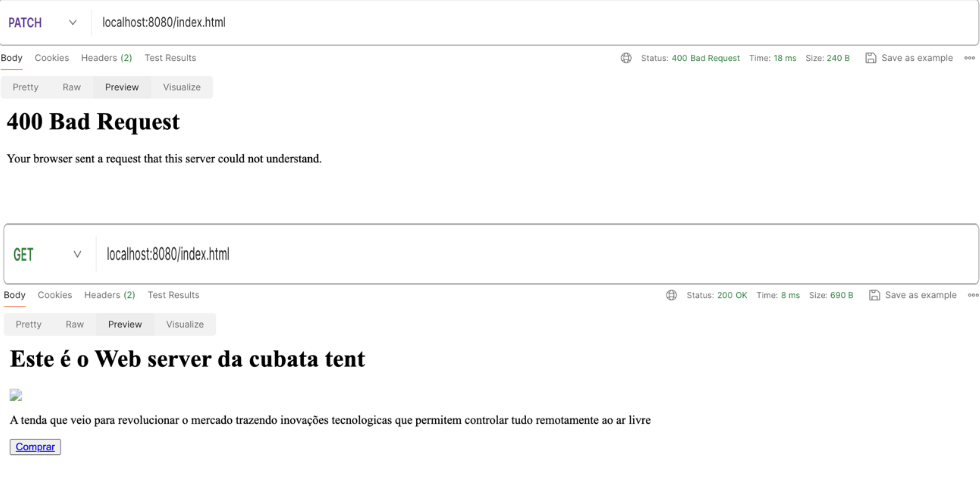 PATCH localhost:8080/index.html
Body Cookies Headers (2) Test Results Status: 400 Bad Request Time: 18 ms Size: 240 B Save as example
Pretty Raw Preview Visualize
400 Bad Request
Your browser sent a request that this server could not understand.
GET localhost:8080/index.html
Body Cookies Headers (2) Test Results Status: 200 OK Time: 8 ms Size: 690 B Save as example
Pretty Raw Preview Visualize
Este é o Web server da cubata tent
A tenda que veio para revolucionar o mercado trazendo inovações tecnologicas que permitem controlar tudo remotamente ao ar livre
Comprar